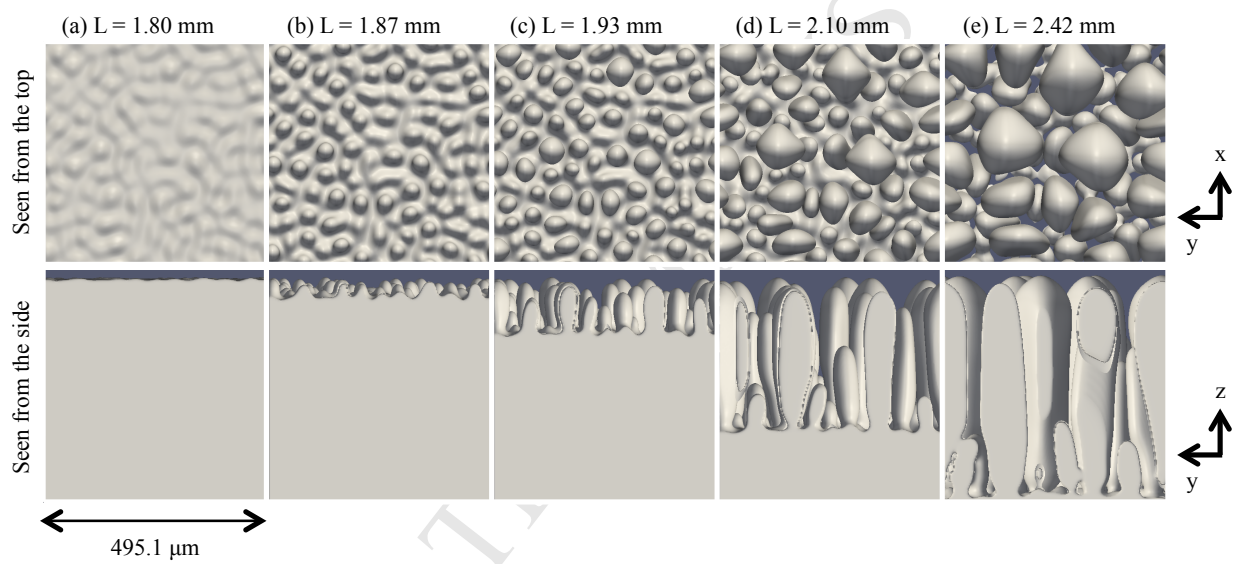 (a) L = 1.80 mm
(b) L = 1.87 mm
(c) L = 1.93 mm
(d) L = 2.10 mm
(e) L = 2.42 mm
Seen from the top
x
y
Seen from the side
z
y
495.1 μm